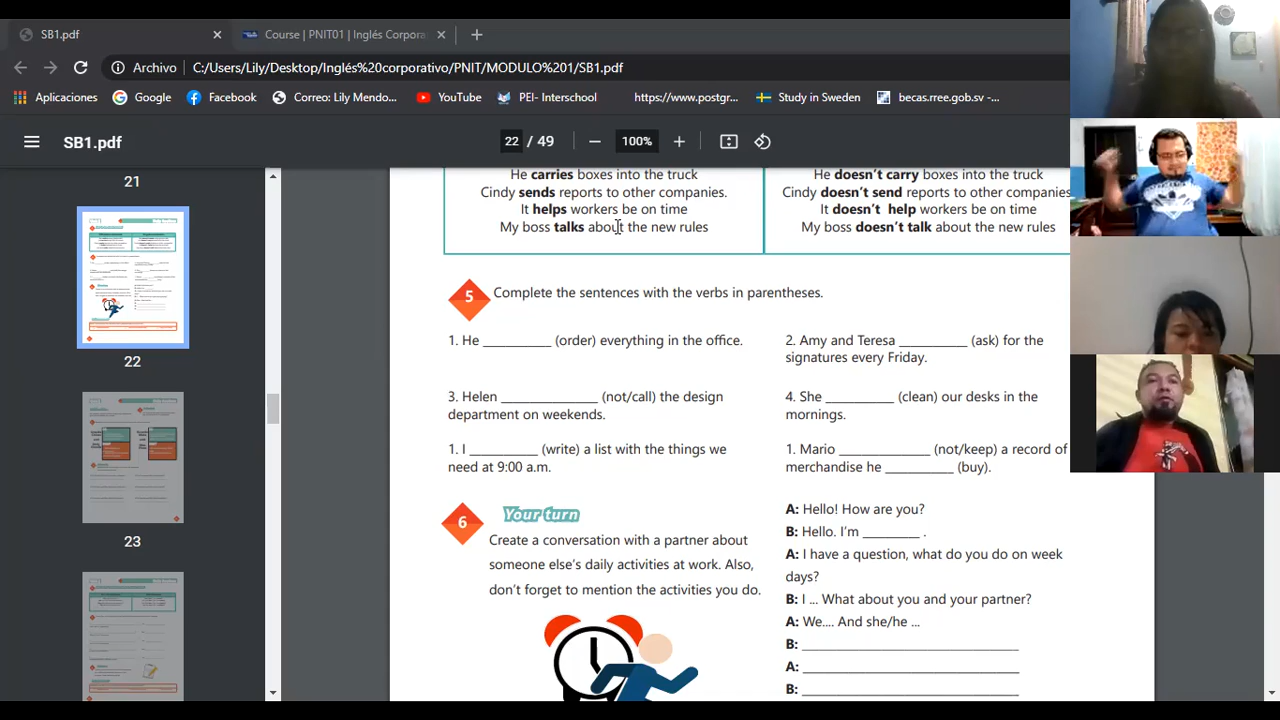 SB1.pdf
Course | PNIT01 | Inglés Corpora
Archivo
C:/Users/Lily/Desktop/Inglés%20corporativo/PNIT/MODULO%201/SB1.pdf
Aplicaciones
Google
Facebook
Correo: Lily Mendo...
YouTube
PEI- Interschool
https://www.postgr...
Study in Sweden
becas.rree.gob.sv -...
SB1.pdf
22 / 49
100%
21
22
23
He carries boxes into the truck
Cindy sends reports to other companies.
It helps workers be on time
My boss talks about the new rules
He doesn't carry boxes into the truck
Cindy doesn't send reports to other companies
It doesn't help workers be on time
My boss doesn't talk about the new rules
5
Complete the sentences with the verbs in parentheses.
1. He __________ (order) everything in the office.
2. Amy and Teresa __________ (ask) for the
signatures every Friday.
3. Helen ______________ (not/call) the design
department on weekends.
4. She __________ (clean) our desks in the
mornings.
1. I __________ (write) a list with the things we
need at 9:00 a.m.
1. Mario _____________ (not/keep) a record of
merchandise he __________ (buy).
6
Your turn
Create a conversation with a partner about
someone else's daily activities at work. Also,
don't forget to mention the activities you do.
A: Hello! How are you?
B: Hello. I'm ________ .
A: I have a question, what do you do on week
days?
B: I ... What about you and your partner?
A: We.... And she/he ...
B: ________________________________
A: ________________________________
B: ________________________________